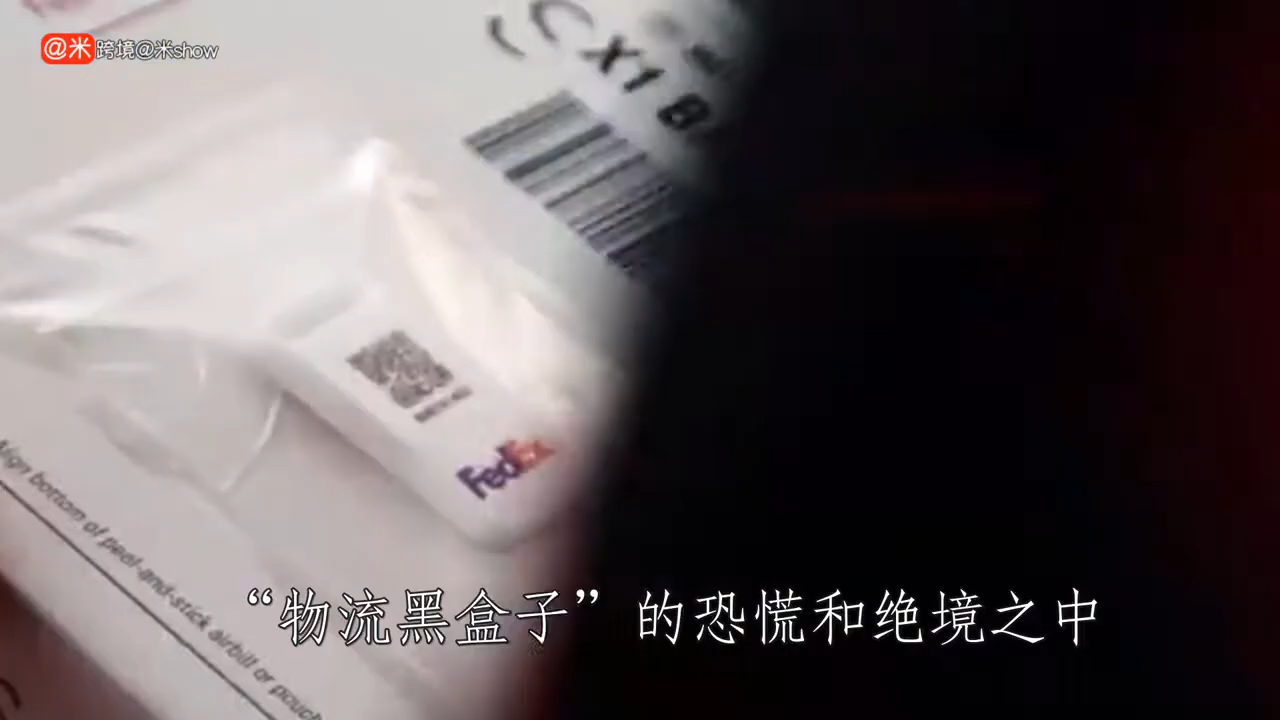 @米 跨境@米show
X1 B
FedEx
Align bottom of peel-and-stick airbill or pouch
“物流黑盒子”的恐慌和绝境之中